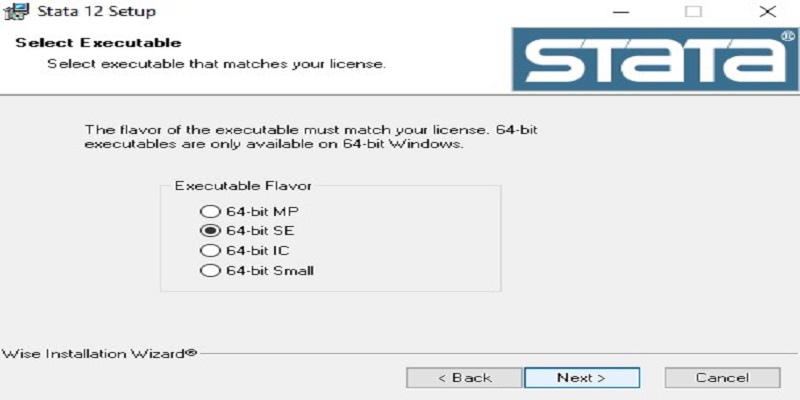 Stata 12 Setup
Select Executable
Select executable that matches your license.
STATA®
The flavor of the executable must match your license. 64-bit
executables are only available on 64-bit Windows.
Executable Flavor
64-bit MP
64-bit SE
64-bit IC
64-bit Small
Wise Installation Wizard®
< Back
Next >
Cancel